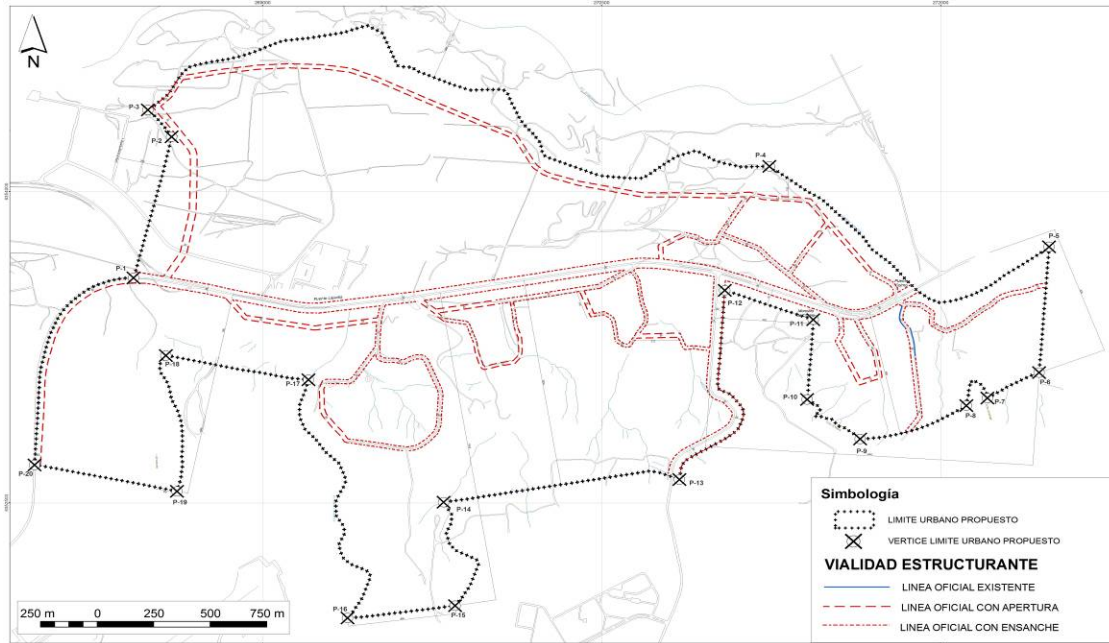 N
P-3
P-2
P-4
P-5
P-1
P-12
P-11
P-18
P-17
P-10
P-6
P-7
P-8
P-9
P-20
P-19
P-13
P-14
P-16
P-15
Simbología
LIMITE URBANO PROPUESTO
VERTICE LIMITE URBANO PROPUESTO
VIALIDAD ESTRUCTURANTE
LINEA OFICIAL EXISTENTE
LINEA OFICIAL CON APERTURA
LINEA OFICIAL CON ENSANCHE
250 m 0 250 500 750 m